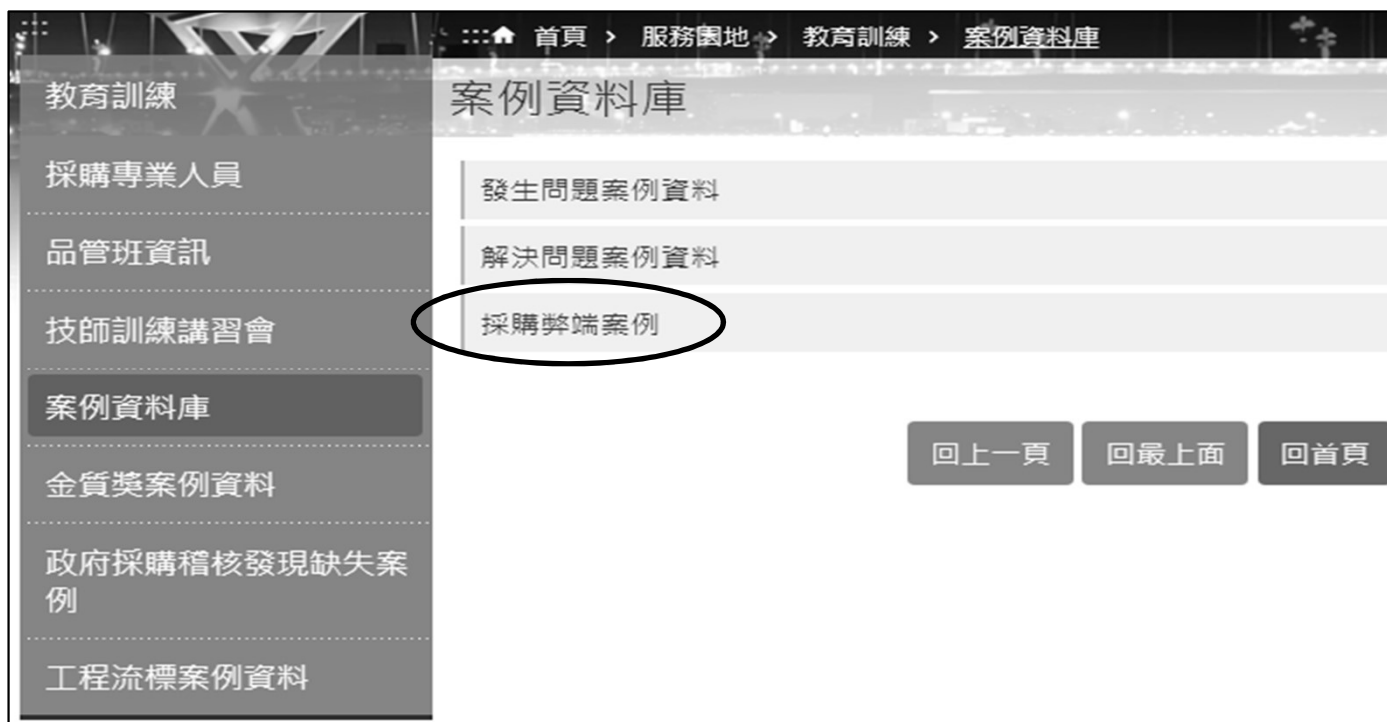 首頁 › 服務園地 › 教育訓練 › 案例資料庫
教育訓練
採購專業人員
品管班資訊
技師訓練講習會
案例資料庫
金質獎案例資料
政府採購稽核發現缺失案
例
工程流標案例資料
案例資料庫
發生問題案例資料
解決問題案例資料
採購弊端案例
回上一頁
回最上面
回首頁